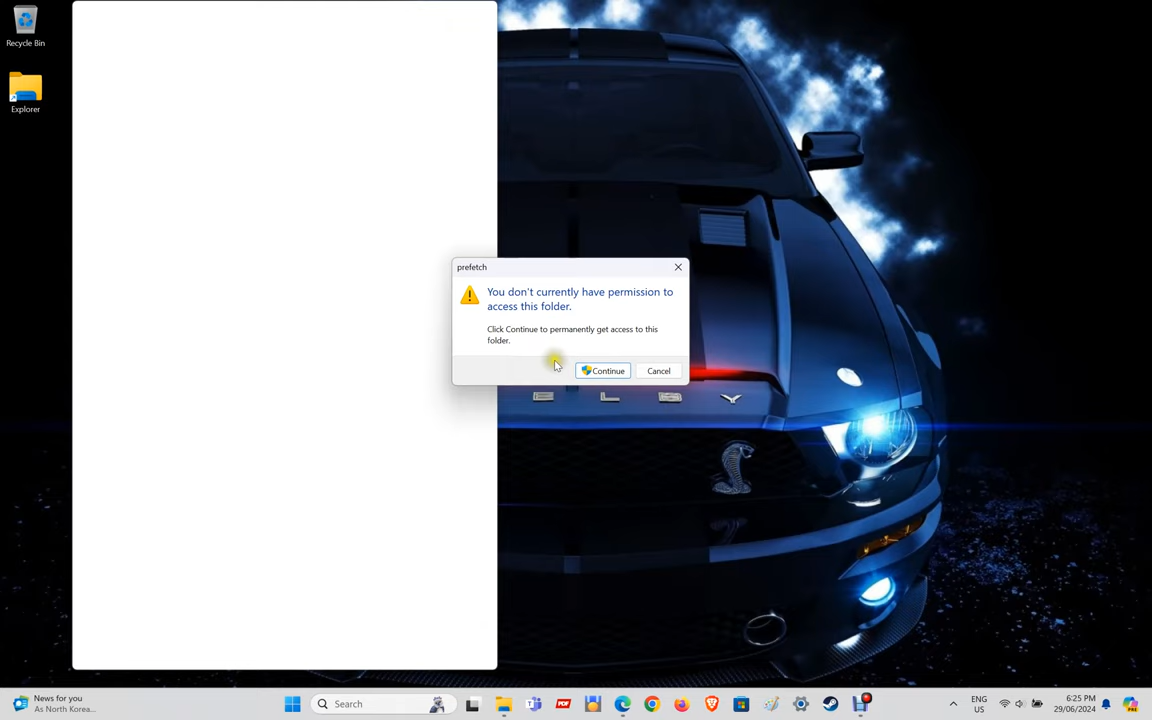 Recycle Bin
Explorer
prefetch
You don't currently have permission to
access this folder.
Click Continue to permanently get access to this
folder.
Continue
Cancel
E L B Y
News for you
As North Korea...
Search
PDF
ENG
US
6:25 PM
29/06/2024
PRE